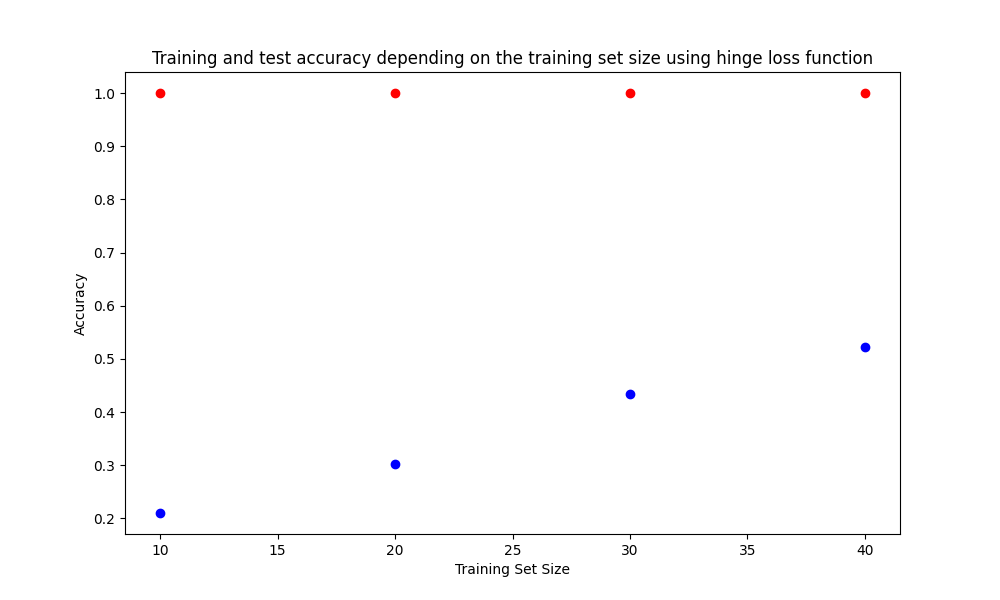 Training and test accuracy depending on the training set size using hinge loss function
1.0
0.9
0.8
0.7
0.6
0.5
0.4
0.3
0.2
Accuracy
10 15 20 25 30 35 40
Training Set Size